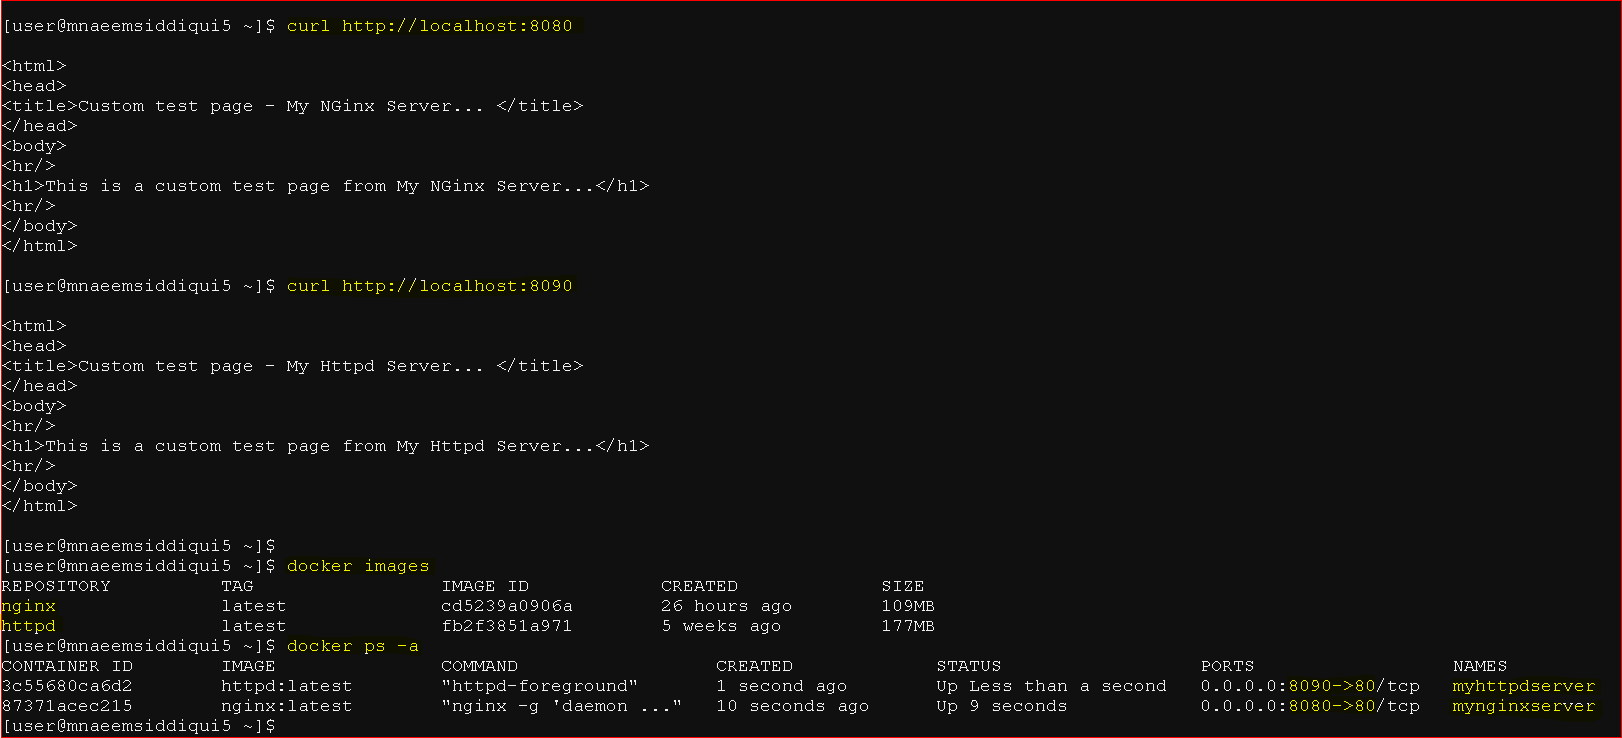 [user@mnaeemsiddiqui5 ~]$ curl http://localhost:8080
<html>
<head>
<title>Custom test page - My NGinx Server... </title>
</head>
<body>
<hr/>
<h1>This is a custom test page from My NGinx Server...</h1>
<hr/>
</body>
</html>
[user@mnaeemsiddiqui5 ~]$ curl http://localhost:8090
<html>
<head>
<title>Custom test page - My Httpd Server... </title>
</head>
<body>
<hr/>
<h1>This is a custom test page from My Httpd Server...</h1>
<hr/>
</body>
</html>
[user@mnaeemsiddiqui5 ~]$
[user@mnaeemsiddiqui5 ~]$ docker images
REPOSITORY          TAG                 IMAGE ID            CREATED             SIZE
nginx               latest              cd5239a0906a        26 hours ago        109MB
httpd               latest              fb2f3851a971        5 weeks ago         177MB
[user@mnaeemsiddiqui5 ~]$ docker ps -a
CONTAINER ID        IMAGE               COMMAND                  CREATED             STATUS                  PORTS                  NAMES
3c55680ca6d2        httpd:latest        "httpd-foreground"       1 second ago        Up Less than a second   0.0.0.0:8090->80/tcp   myhttpdserver
87371acec215        nginx:latest        "nginx -g 'daemon ..."   10 seconds ago      Up 9 seconds            0.0.0.0:8080->80/tcp   mynginxserver
[user@mnaeemsiddiqui5 ~]$